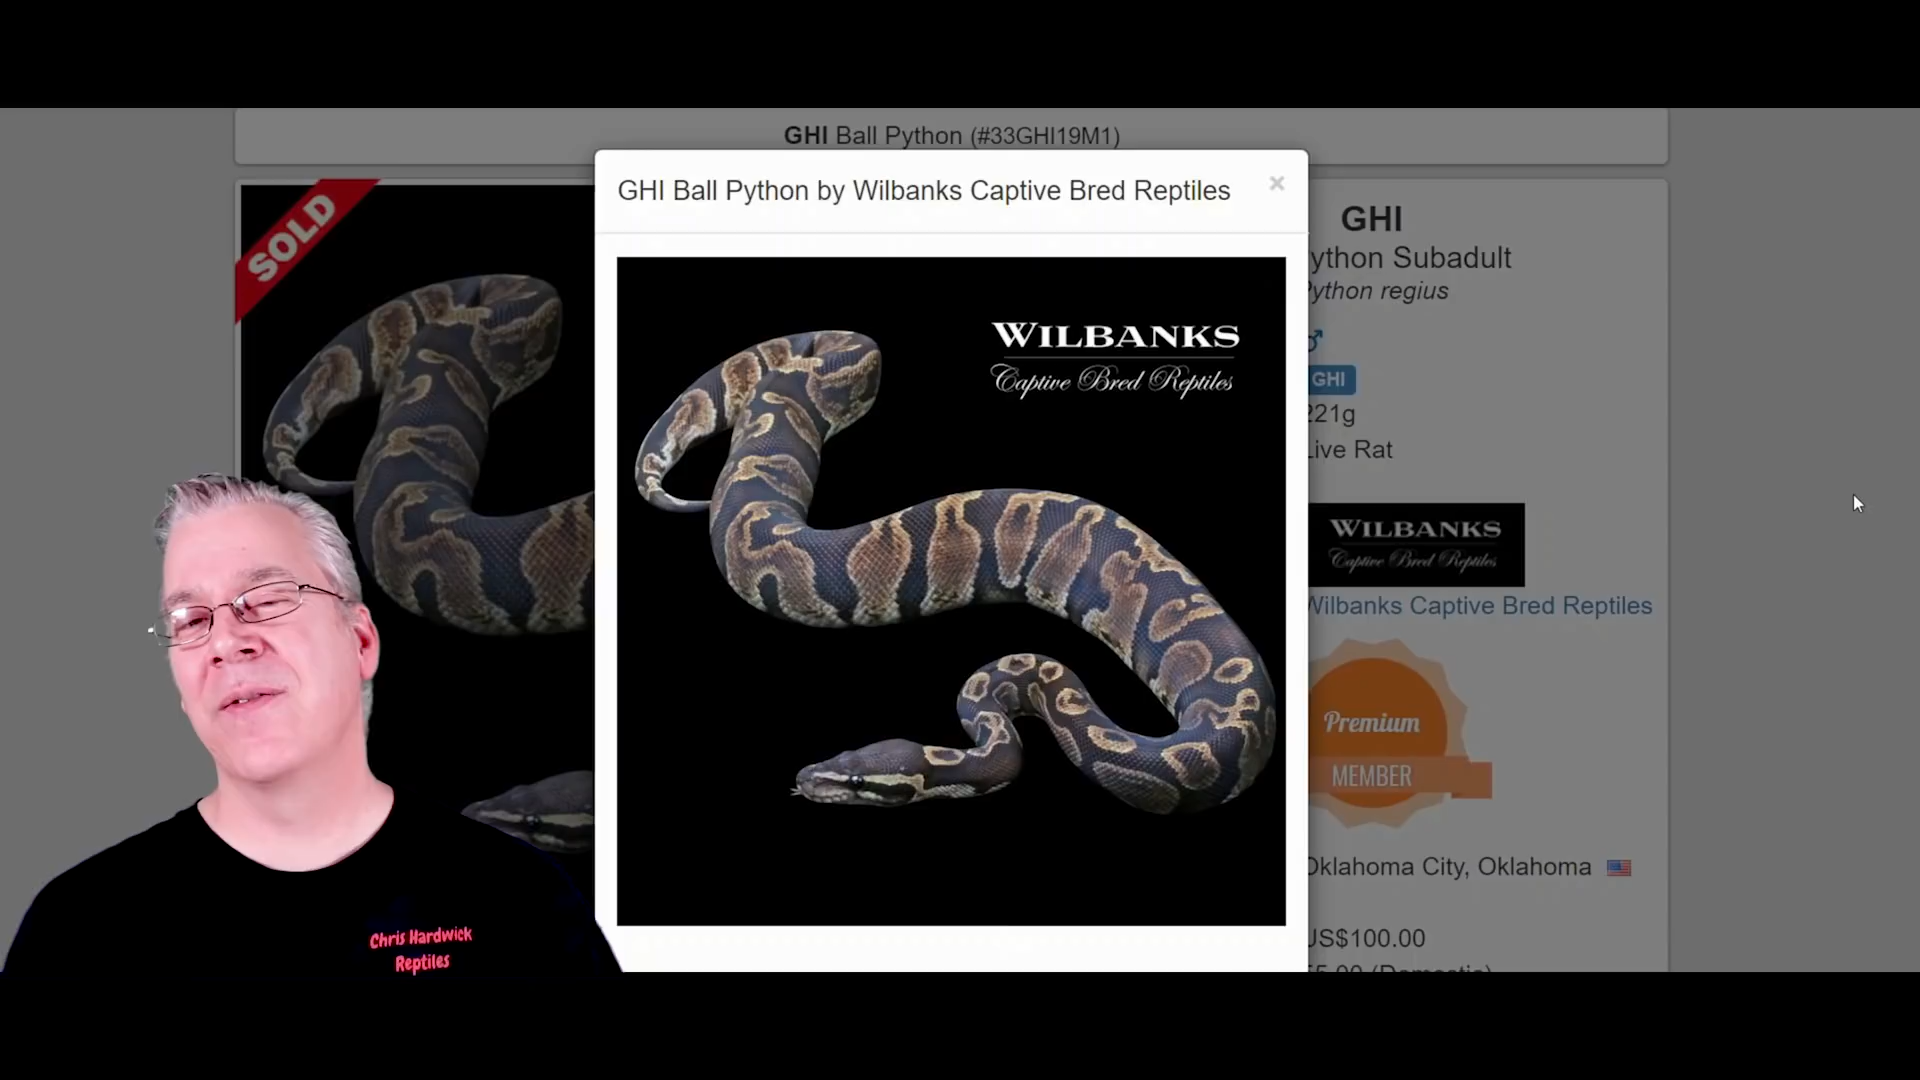 GHI Ball Python (#33GHI19M1)
GHI Ball Python by Wilbanks Captive Bred Reptiles
×
SOLD
WILBANKS
Captive Bred Reptiles
GHI
ython Subadult
Python regius
GHI
221g
Live Rat
WILBANKS
Captive Bred Reptiles
Wilbanks Captive Bred Reptiles
Premium
MEMBER
Oklahoma City, Oklahoma
US$100.00
Chris Hardwick
Reptiles